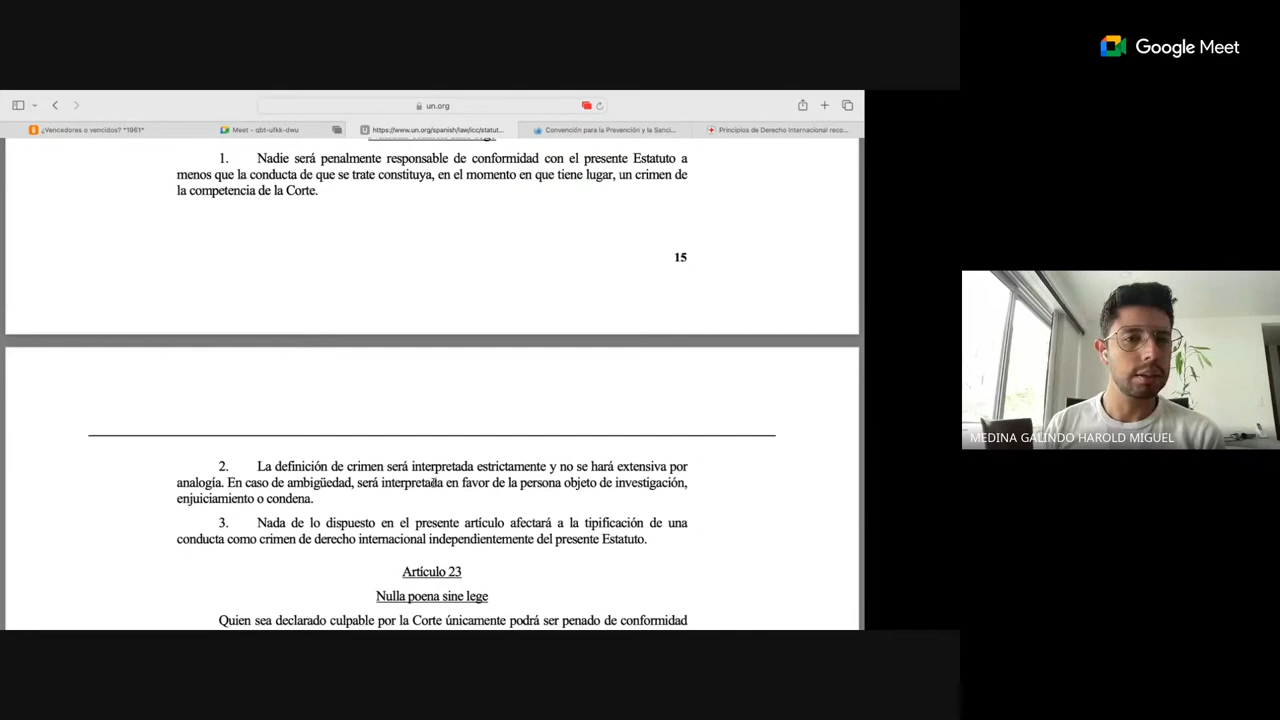 Google Meet
un.org
¿Vencedores o vencidos? *1961*
Meet - qbt-ufkk-dwu
https://www.un.org/spanish/law/icc/statut...
Convención para la Prevención y la Sanci...
Principios de Derecho Internacional reco...
1. Nadie será penalmente responsable de conformidad con el presente Estatuto a
menos que la conducta de que se trate constituya, en el momento en que tiene lugar, un crimen de
la competencia de la Corte.
15
2. La definición de crimen será interpretada estrictamente y no se hará extensiva por
analogía. En caso de ambigüedad, será interpretada en favor de la persona objeto de investigación,
enjuiciamiento o condena.
3. Nada de lo dispuesto en el presente artículo afectará a la tipificación de una
conducta como crimen de derecho internacional independientemente del presente Estatuto.
Artículo 23
Nulla poena sine lege
Quien sea declarado culpable por la Corte únicamente podrá ser penado de conformidad
MEDINA GALINDO HAROLD MIGUEL